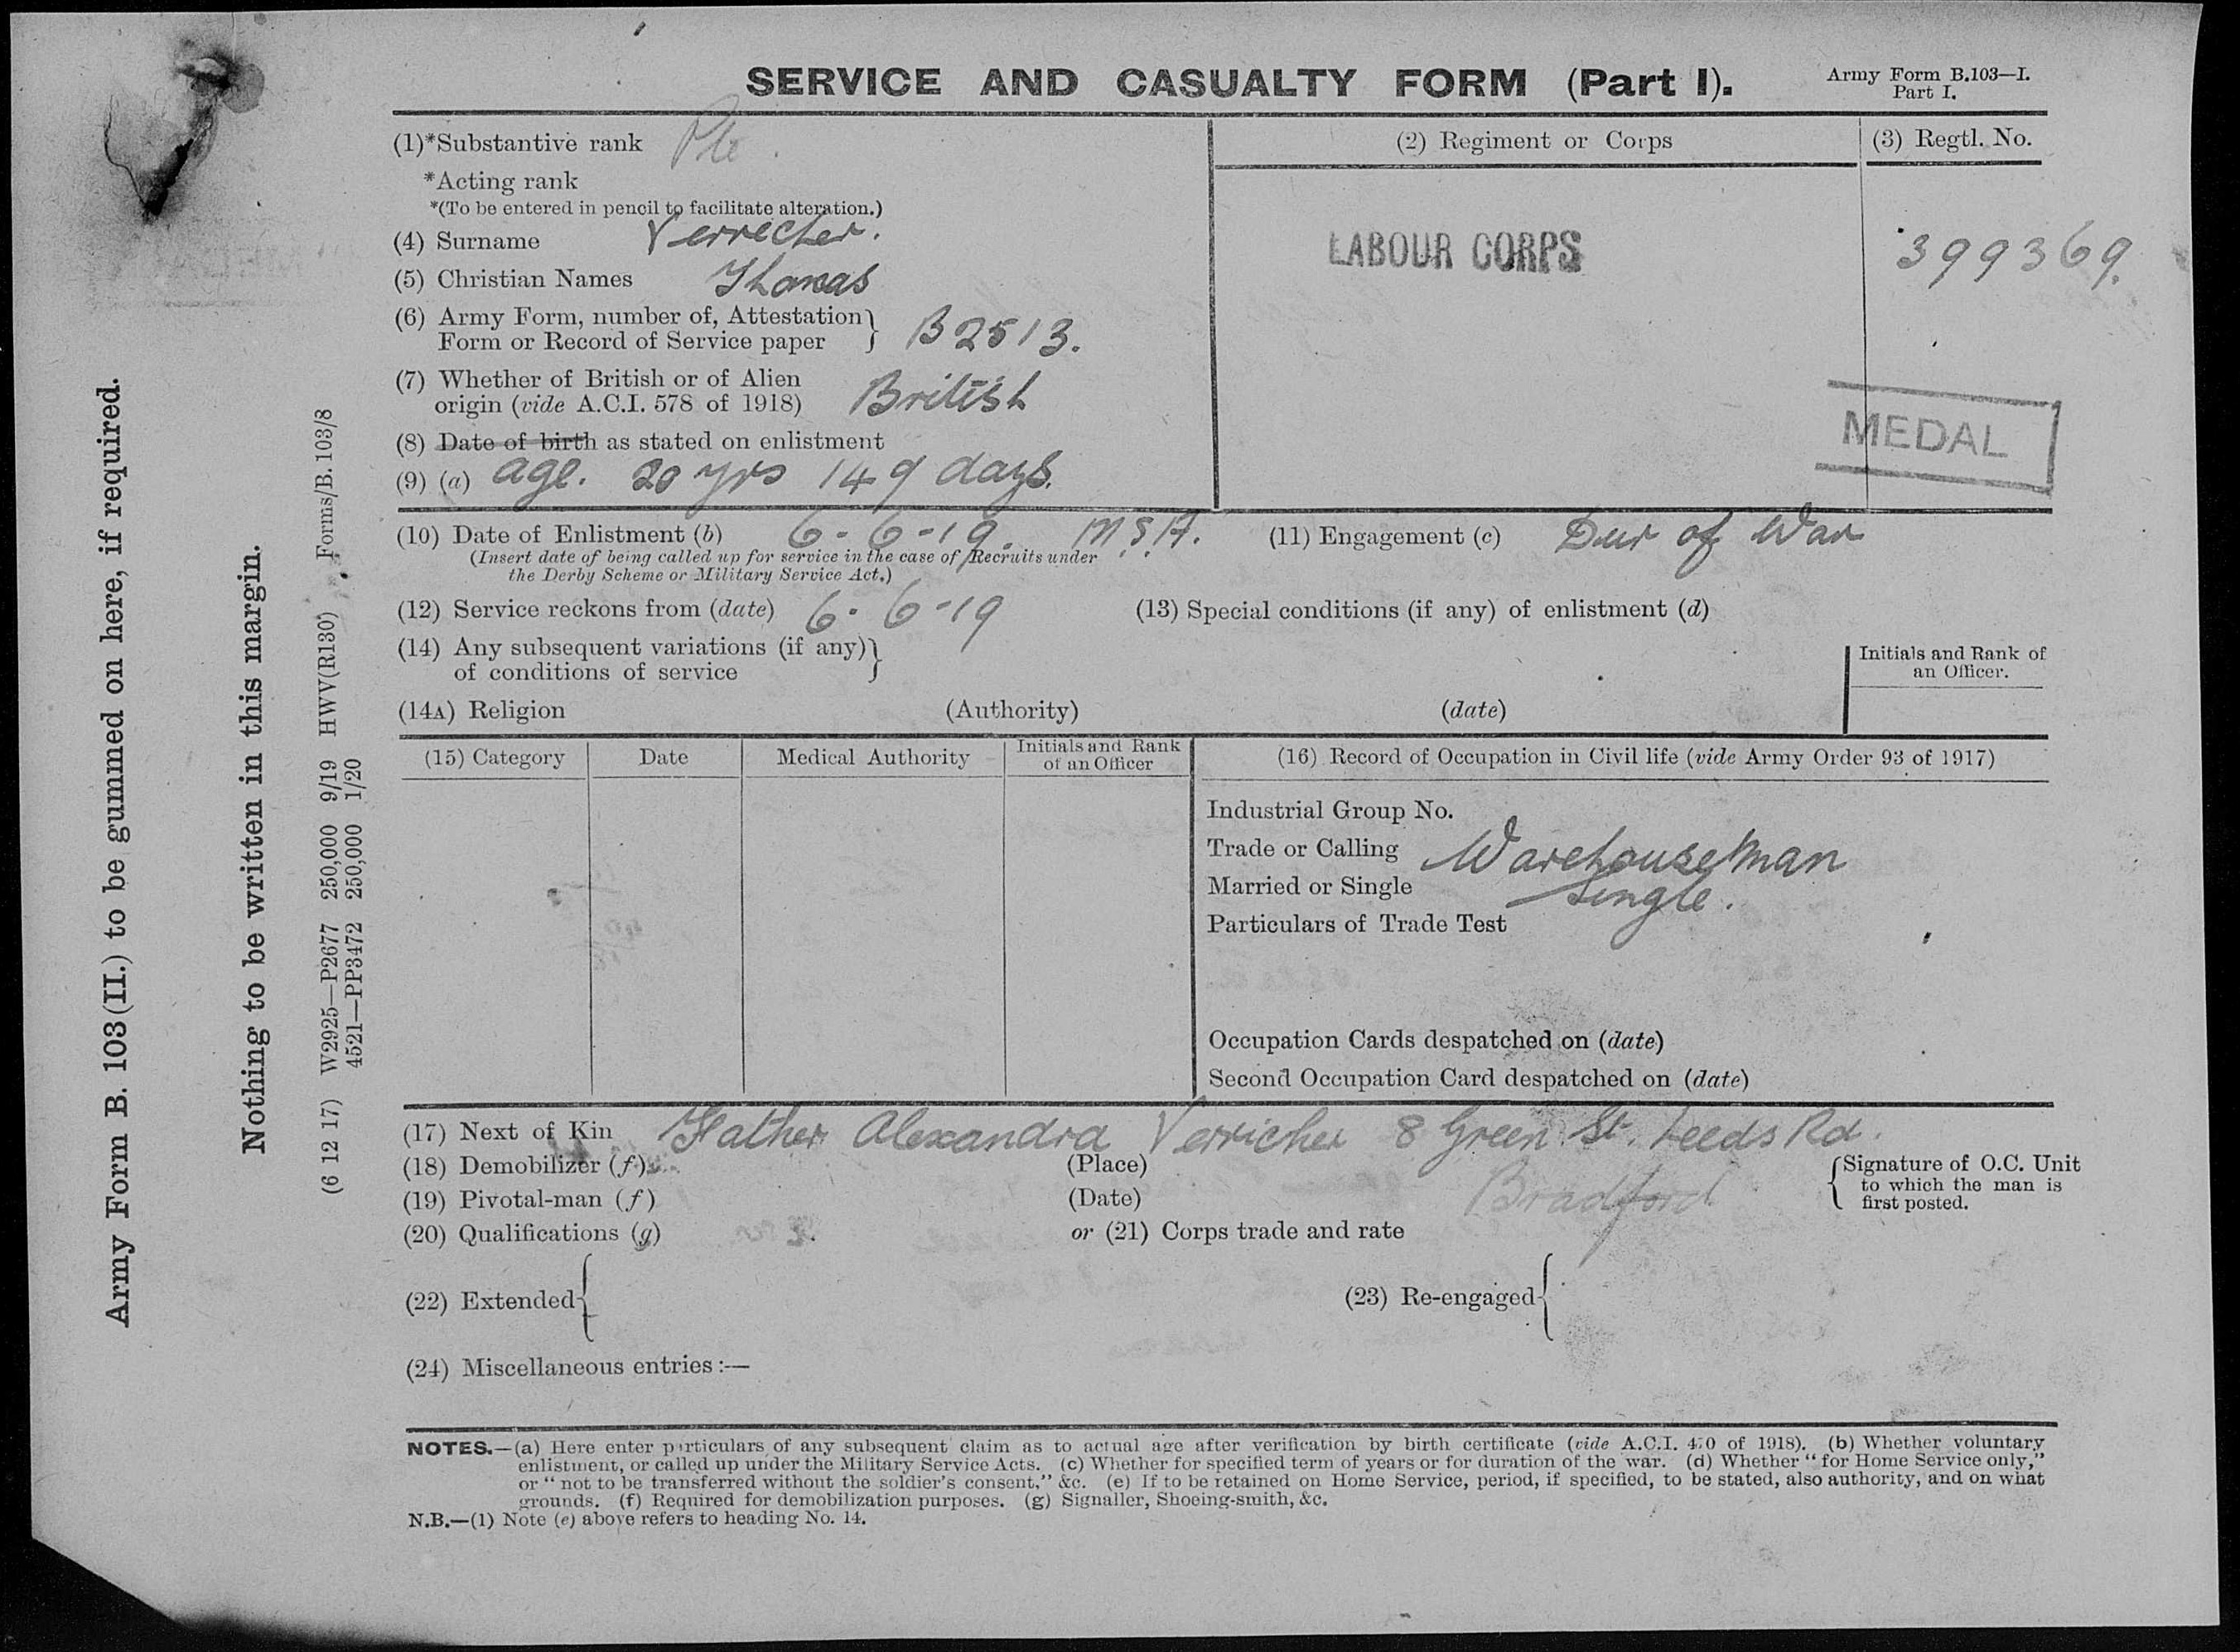 SERVICE AND CASUALTY FORM (Part I).
Army Form B.103—I.
Part I.
(1)*Substantive rank Pte.
*Acting rank
*(To be entered in pencil to facilitate alteration.)
(2) Regiment or Corps
(3) Regtl. No.
LABOUR CORPS
399369.
MEDAL
(4) Surname Verrecher.
(5) Christian Names Thomas
(6) Army Form, number of, Attestation
Form or Record of Service paper } B2513.
(7) Whether of British or of Alien
origin (vide A.C.I. 578 of 1918) British
(8) Date of birth as stated on enlistment
(9) (a) age. 20 yrs 149 days.
(10) Date of Enlistment (b) 6-6-19. M.S.A. (11) Engagement (c) Dur of War
(Insert date of being called up for service in the case of Recruits under
the Derby Scheme or Military Service Act.)
(12) Service reckons from (date) 6-6-19 (13) Special conditions (if any) of enlistment (d)
(14) Any subsequent variations (if any)
of conditions of service }
Initials and Rank of
an Officer.
(14A) Religion (Authority) (date)
(15) Category Date Medical Authority Initials and Rank
of an Officer
(16) Record of Occupation in Civil life (vide Army Order 93 of 1917)
Industrial Group No.
Trade or Calling Warehouseman
Married or Single Single.
Particulars of Trade Test
Occupation Cards despatched on (date)
Second Occupation Card despatched on (date)
(17) Next of Kin Father Alexandra Verricher 8 Green St. Leeds Rd.
Bradford
(18) Demobilizer (f) (Place)
(19) Pivotal-man (f) (Date)
{Signature of O.C. Unit
to which the man is
first posted.
(20) Qualifications (g) or (21) Corps trade and rate
(22) Extended{ (23) Re-engaged{
(24) Miscellaneous entries :—
NOTES.—(a) Here enter particulars of any subsequent claim as to actual age after verification by birth certificate (vide A.C.I. 470 of 1918). (b) Whether voluntary
enlistment, or called up under the Military Service Acts. (c) Whether for specified term of years or for duration of the war. (d) Whether "for Home Service only,"
or "not to be transferred without the soldier's consent," &c. (e) If to be retained on Home Service, period, if specified, to be stated, also authority, and on what
grounds. (f) Required for demobilization purposes. (g) Signaller, Shoeing-smith, &c.
N.B.—(1) Note (e) above refers to heading No. 14.
Army Form B. 103 (II.) to be gummed on here, if required.
Nothing to be written in this margin.
(6 12 17) W2925—P2677 250,000 9/19 HWV(R130) Forms/B. 103/8
4521—PP3472 250,000 1/20